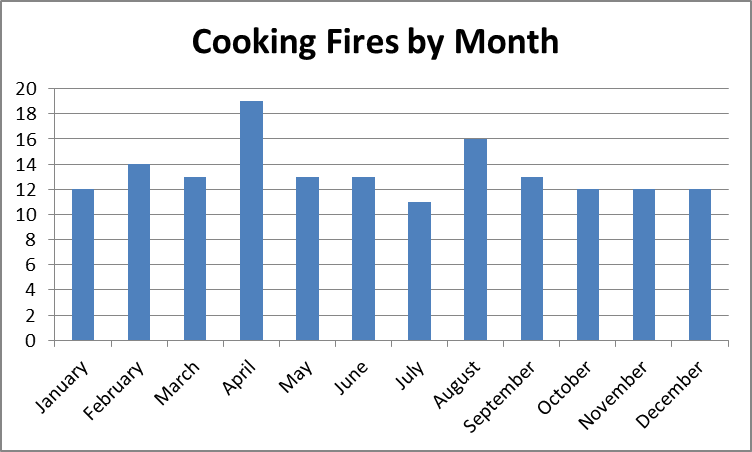 Cooking Fires by Month
20
18
16
14
12
10
8
6
4
2
0
January
February
March
April
May
June
July
August
September
October
November
December